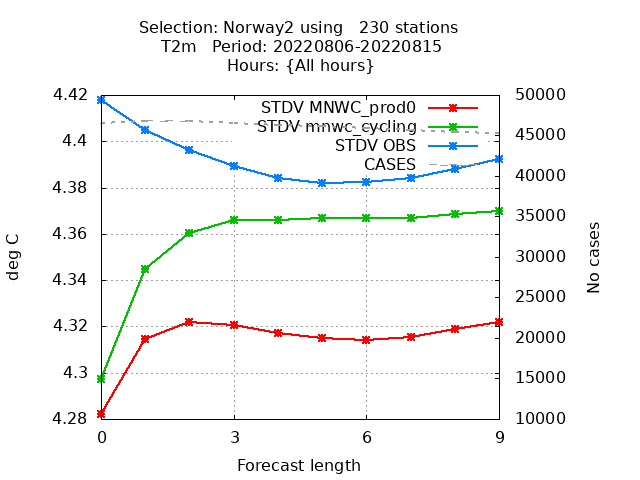 Selection: Norway2 using   230 stations
T2m   Period: 20220806-20220815
Hours: {All hours}
STDV MNWC_prod0
STDV mnwc_cycling
STDV OBS
CASES
4.42
4.4
4.38
4.36
4.34
4.32
4.3
4.28
50000
45000
40000
35000
30000
25000
20000
15000
10000
deg C
No cases
0 3 6 9
Forecast length